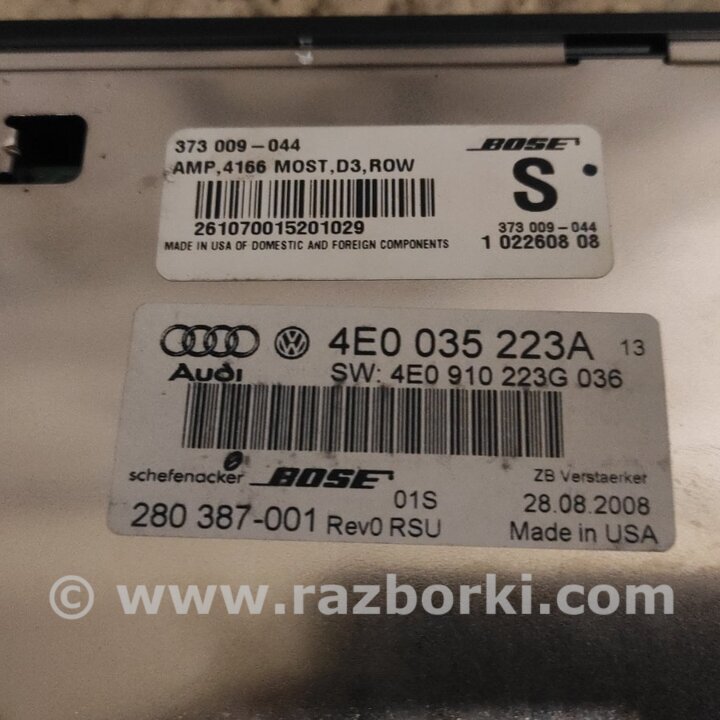 373 009-044
BOSE
AMP,4166 MOST,D3,ROW
S
261070015201029
373 009-044
MADE IN USA OF DOMESTIC AND FOREIGN COMPONENTS
1 022608 08
4E0 035 223A 13
Audi
SW: 4E0 910 223G 036
schefenacker BOSE
ZB Verstaerker
01S
28.08.2008
280 387-001 Rev0 RSU
Made in USA
© www.razborki.com